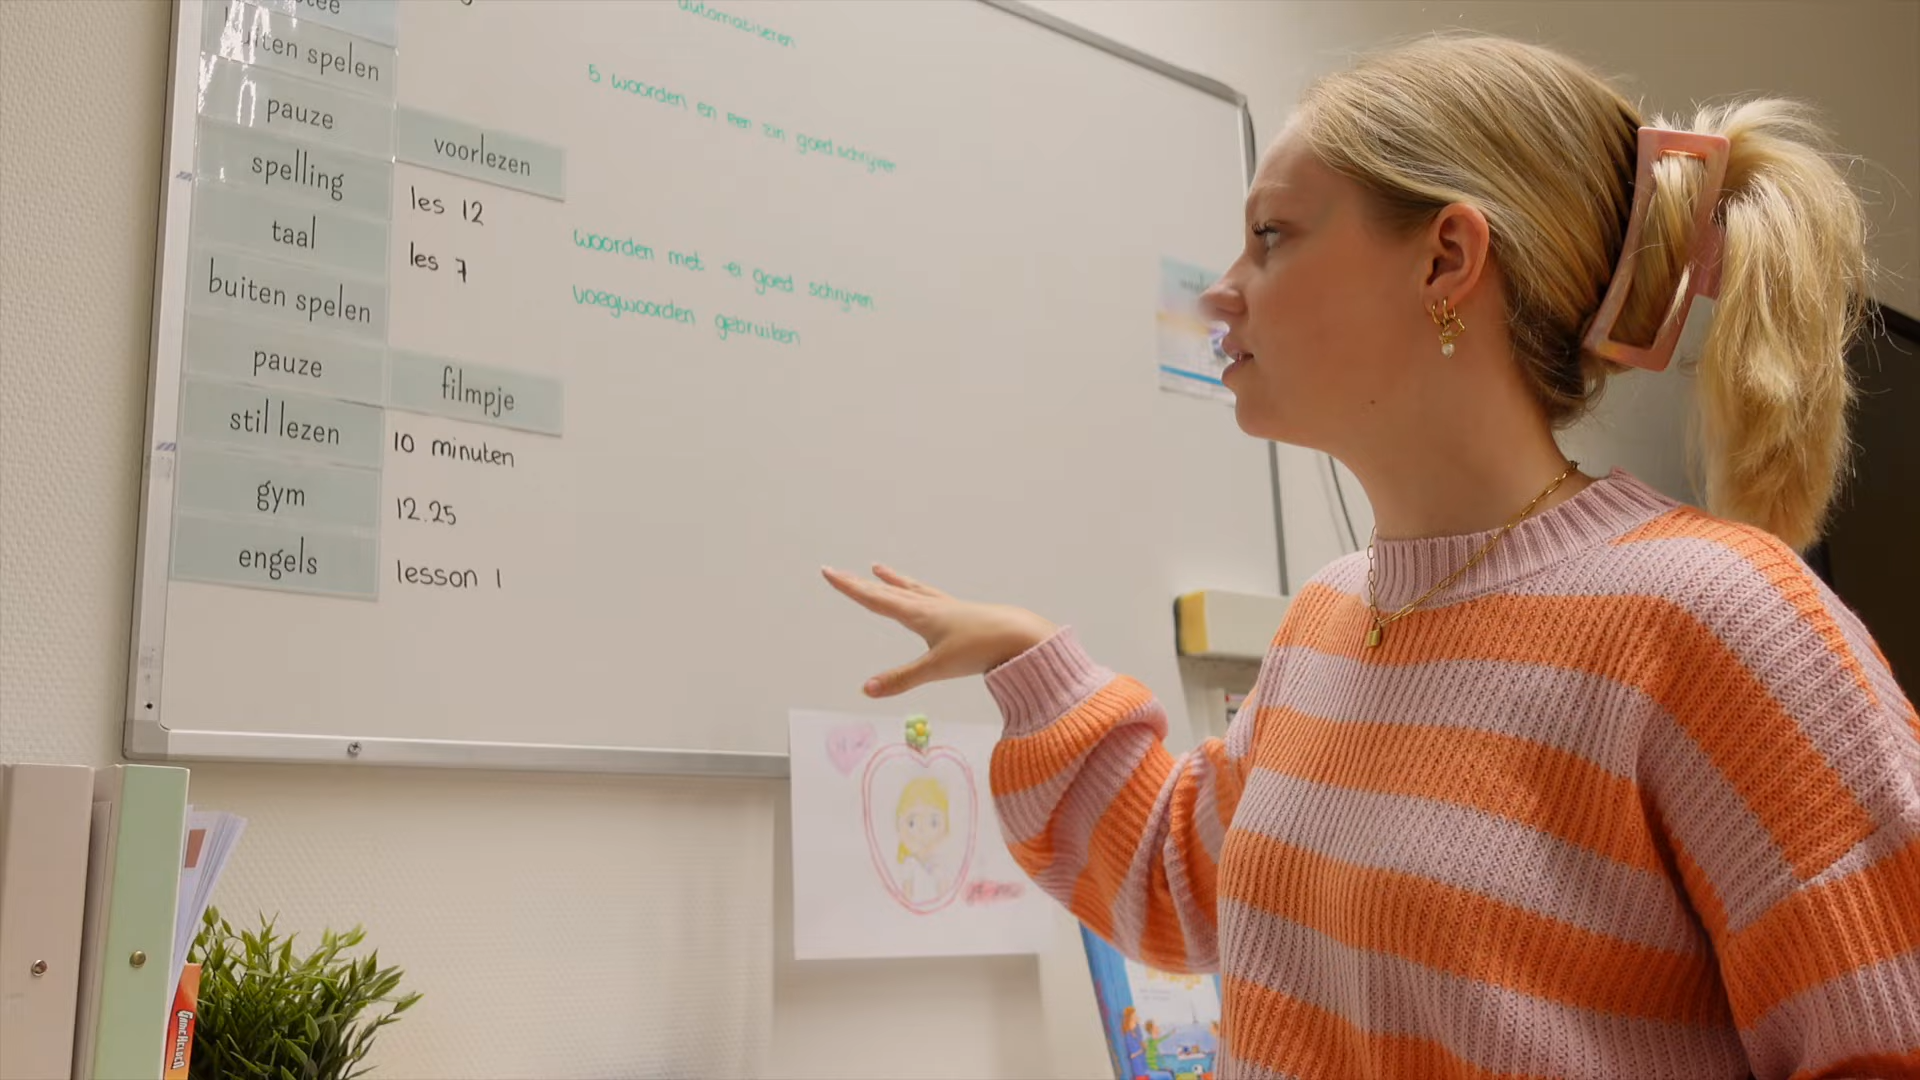 automatiseren
buiten spelen
5 woorden en een zin goed schrijven
pauze
voorlezen
spelling
les 12
woorden met -ei goed schrijven
taal
les 7
voegwoorden gebruiken
buiten spelen
pauze
filmpje
stil lezen
10 minuten
gym
12.25
engels
lesson 1